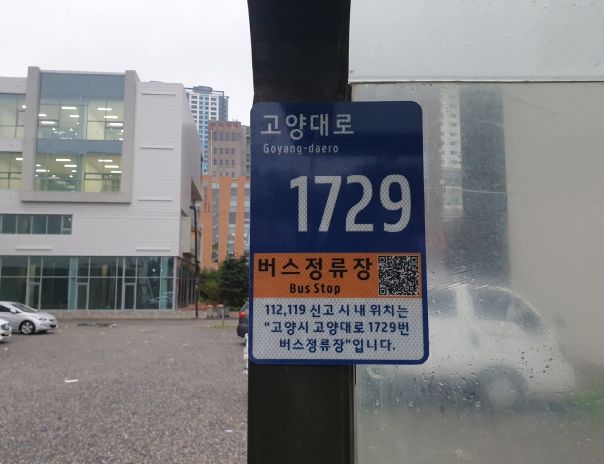 고양대로
Goyang-daero
1729
버스정류장
Bus Stop
112,119 신고 시 내 위치는
"고양시 고양대로 1729번
버스정류장"입니다.